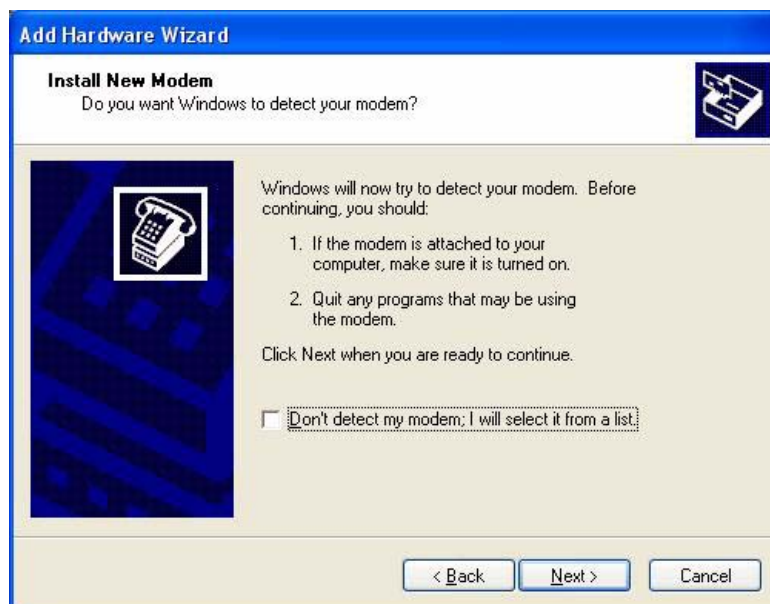 Add Hardware Wizard
Install New Modem
Do you want Windows to detect your modem?
Windows will now try to detect your modem.  Before
continuing, you should:
1. If the modem is attached to your
computer, make sure it is turned on.
2. Quit any programs that may be using
the modem.
Click Next when you are ready to continue.
Don't detect my modem; I will select it from a list.
< Back
Next >
Cancel